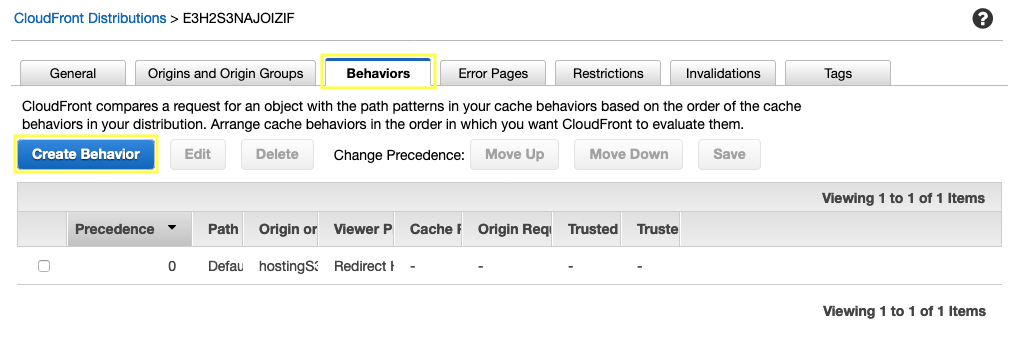 CloudFront Distributions > E3H2S3NAJOIZIF
?
General Origins and Origin Groups Behaviors Error Pages Restrictions Invalidations Tags
CloudFront compares a request for an object with the path patterns in your cache behaviors based on the order of the cache
behaviors in your distribution. Arrange cache behaviors in the order in which you want CloudFront to evaluate them.
Create Behavior Edit Delete Change Precedence: Move Up Move Down Save
Viewing 1 to 1 of 1 Items
Precedence Path Origin or Viewer P Cache Origin Requ Trusted Truste
0 Defau hostingS3 Redirect - - - -
Viewing 1 to 1 of 1 Items